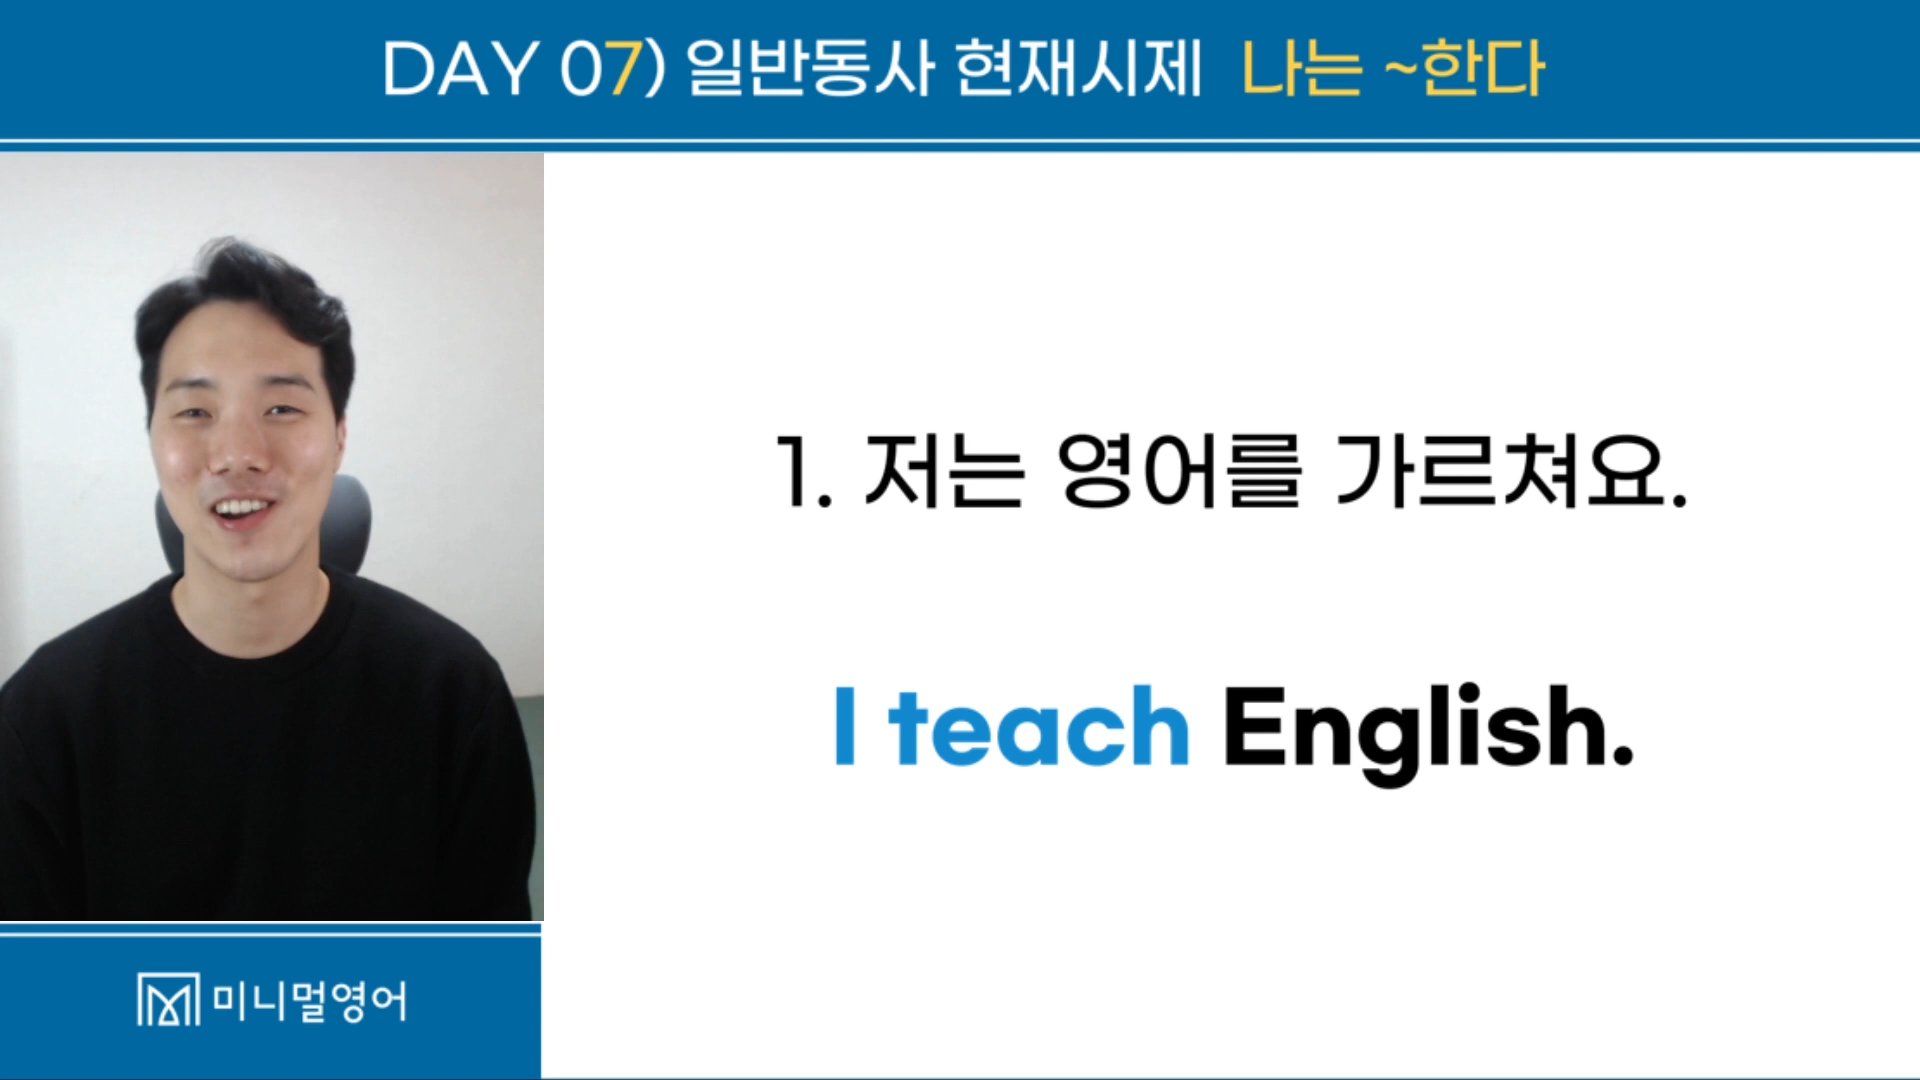 DAY 07) 일반동사 현재시제 나는 ~한다
1. 저는 영어를 가르쳐요.
I teach English.
미니멀영어